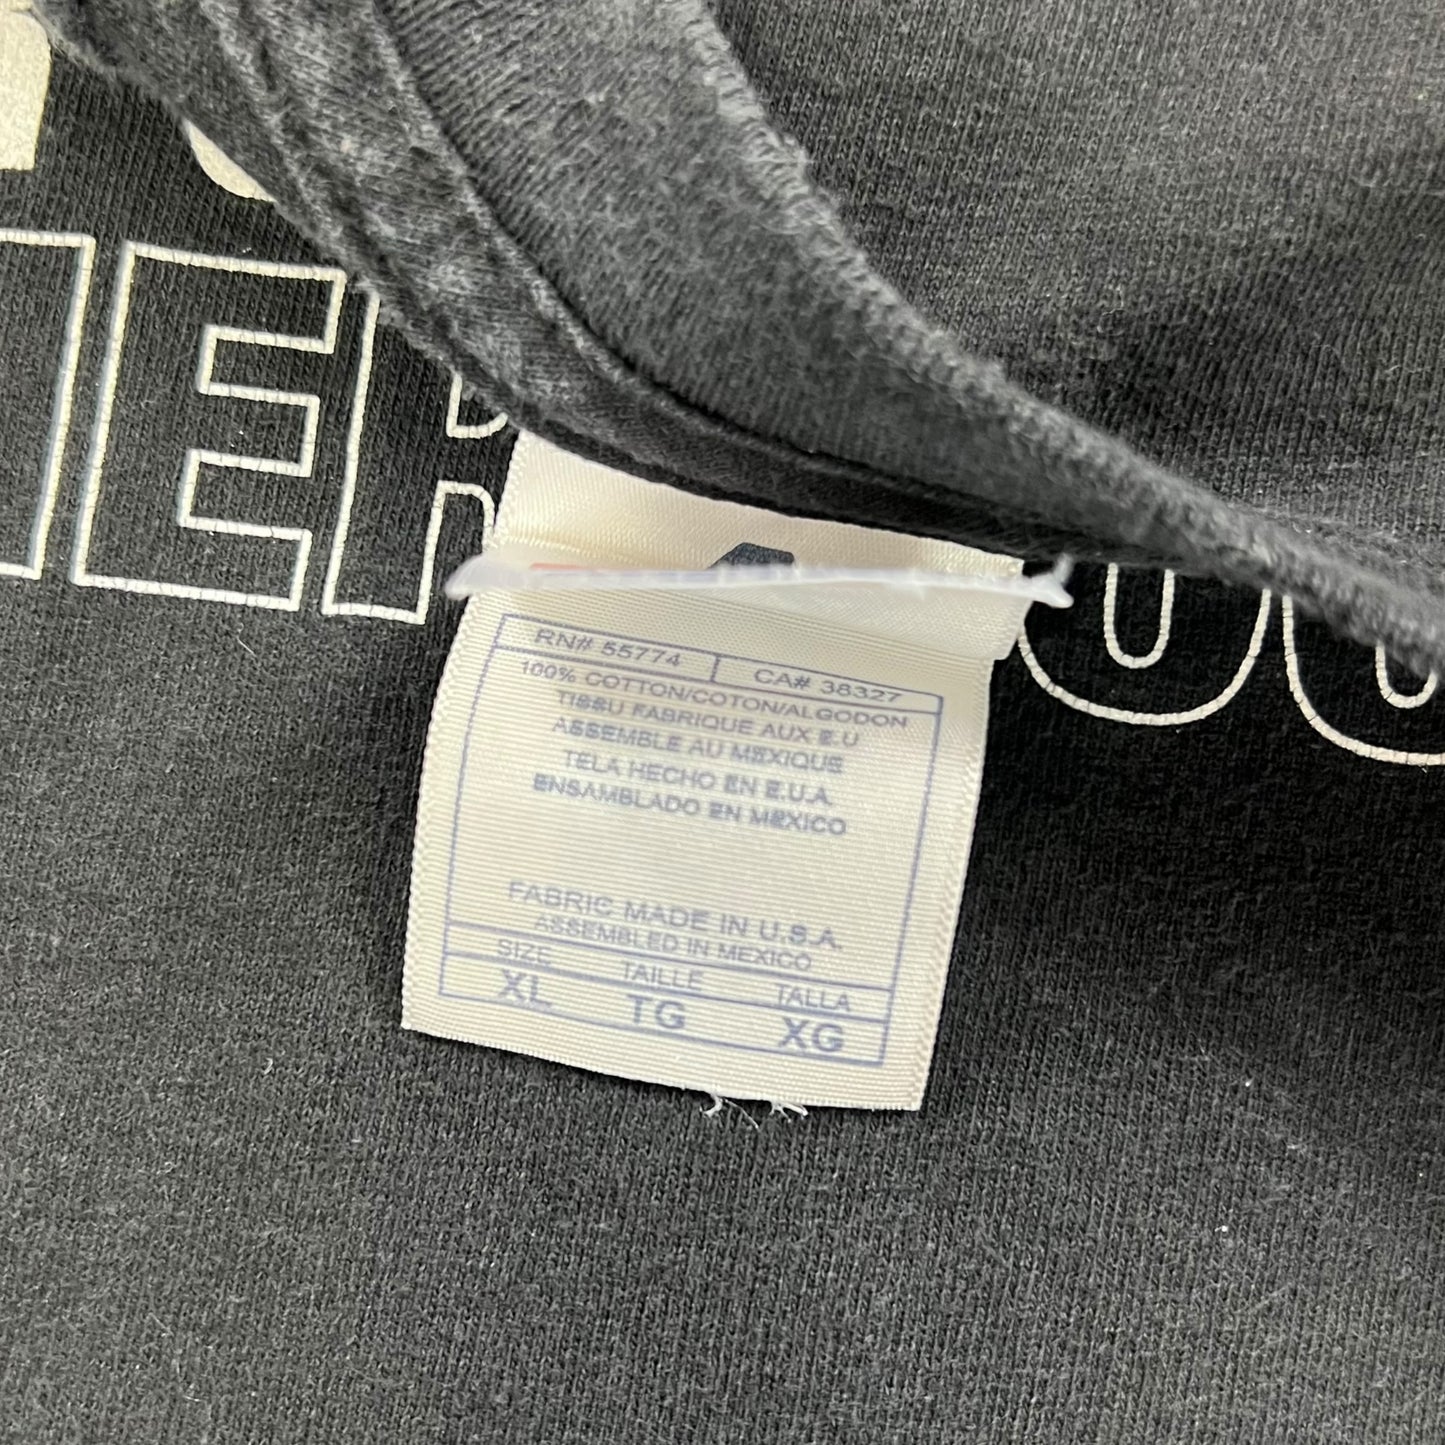 RN# 55774 CA# 38327
100% COTTON/COTON/ALGODON
TISSU FABRIQUE AUX E.U
ASSEMBLE AU MEXIQUE
TELA HECHO EN E.U.A.
ENSAMBLADO EN MEXICO
FABRIC MADE IN U.S.A.
ASSEMBLED IN MEXICO
SIZE TAILLE TALLA
XL TG XG